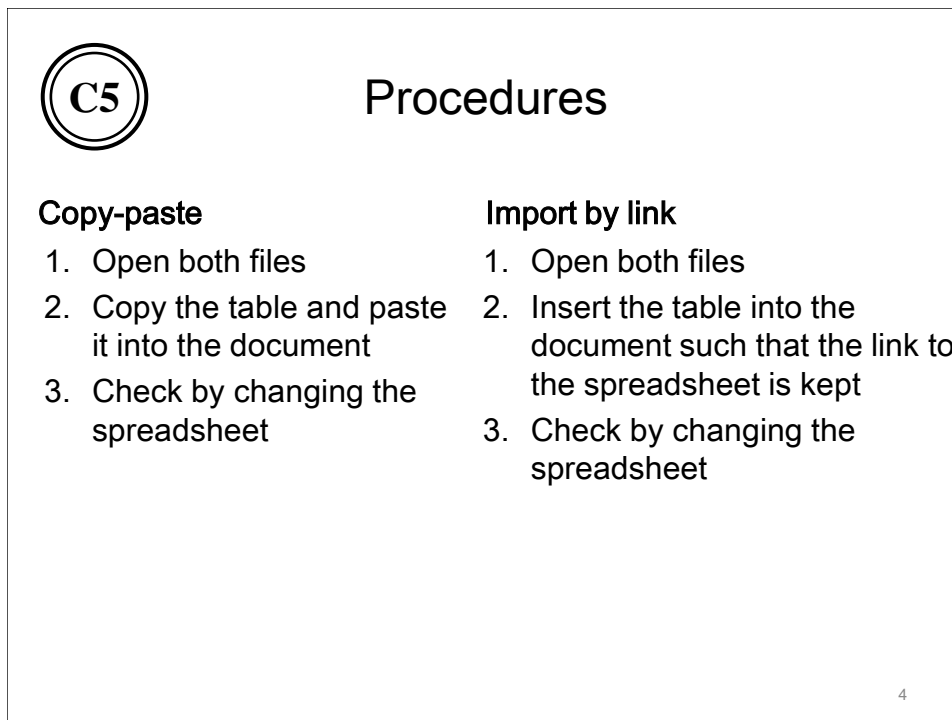 C5
Procedures
Copy-paste
1. Open both files
2. Copy the table and paste
it into the document
3. Check by changing the
spreadsheet
Import by link
1. Open both files
2. Insert the table into the
document such that the link to
the spreadsheet is kept
3. Check by changing the
spreadsheet
4